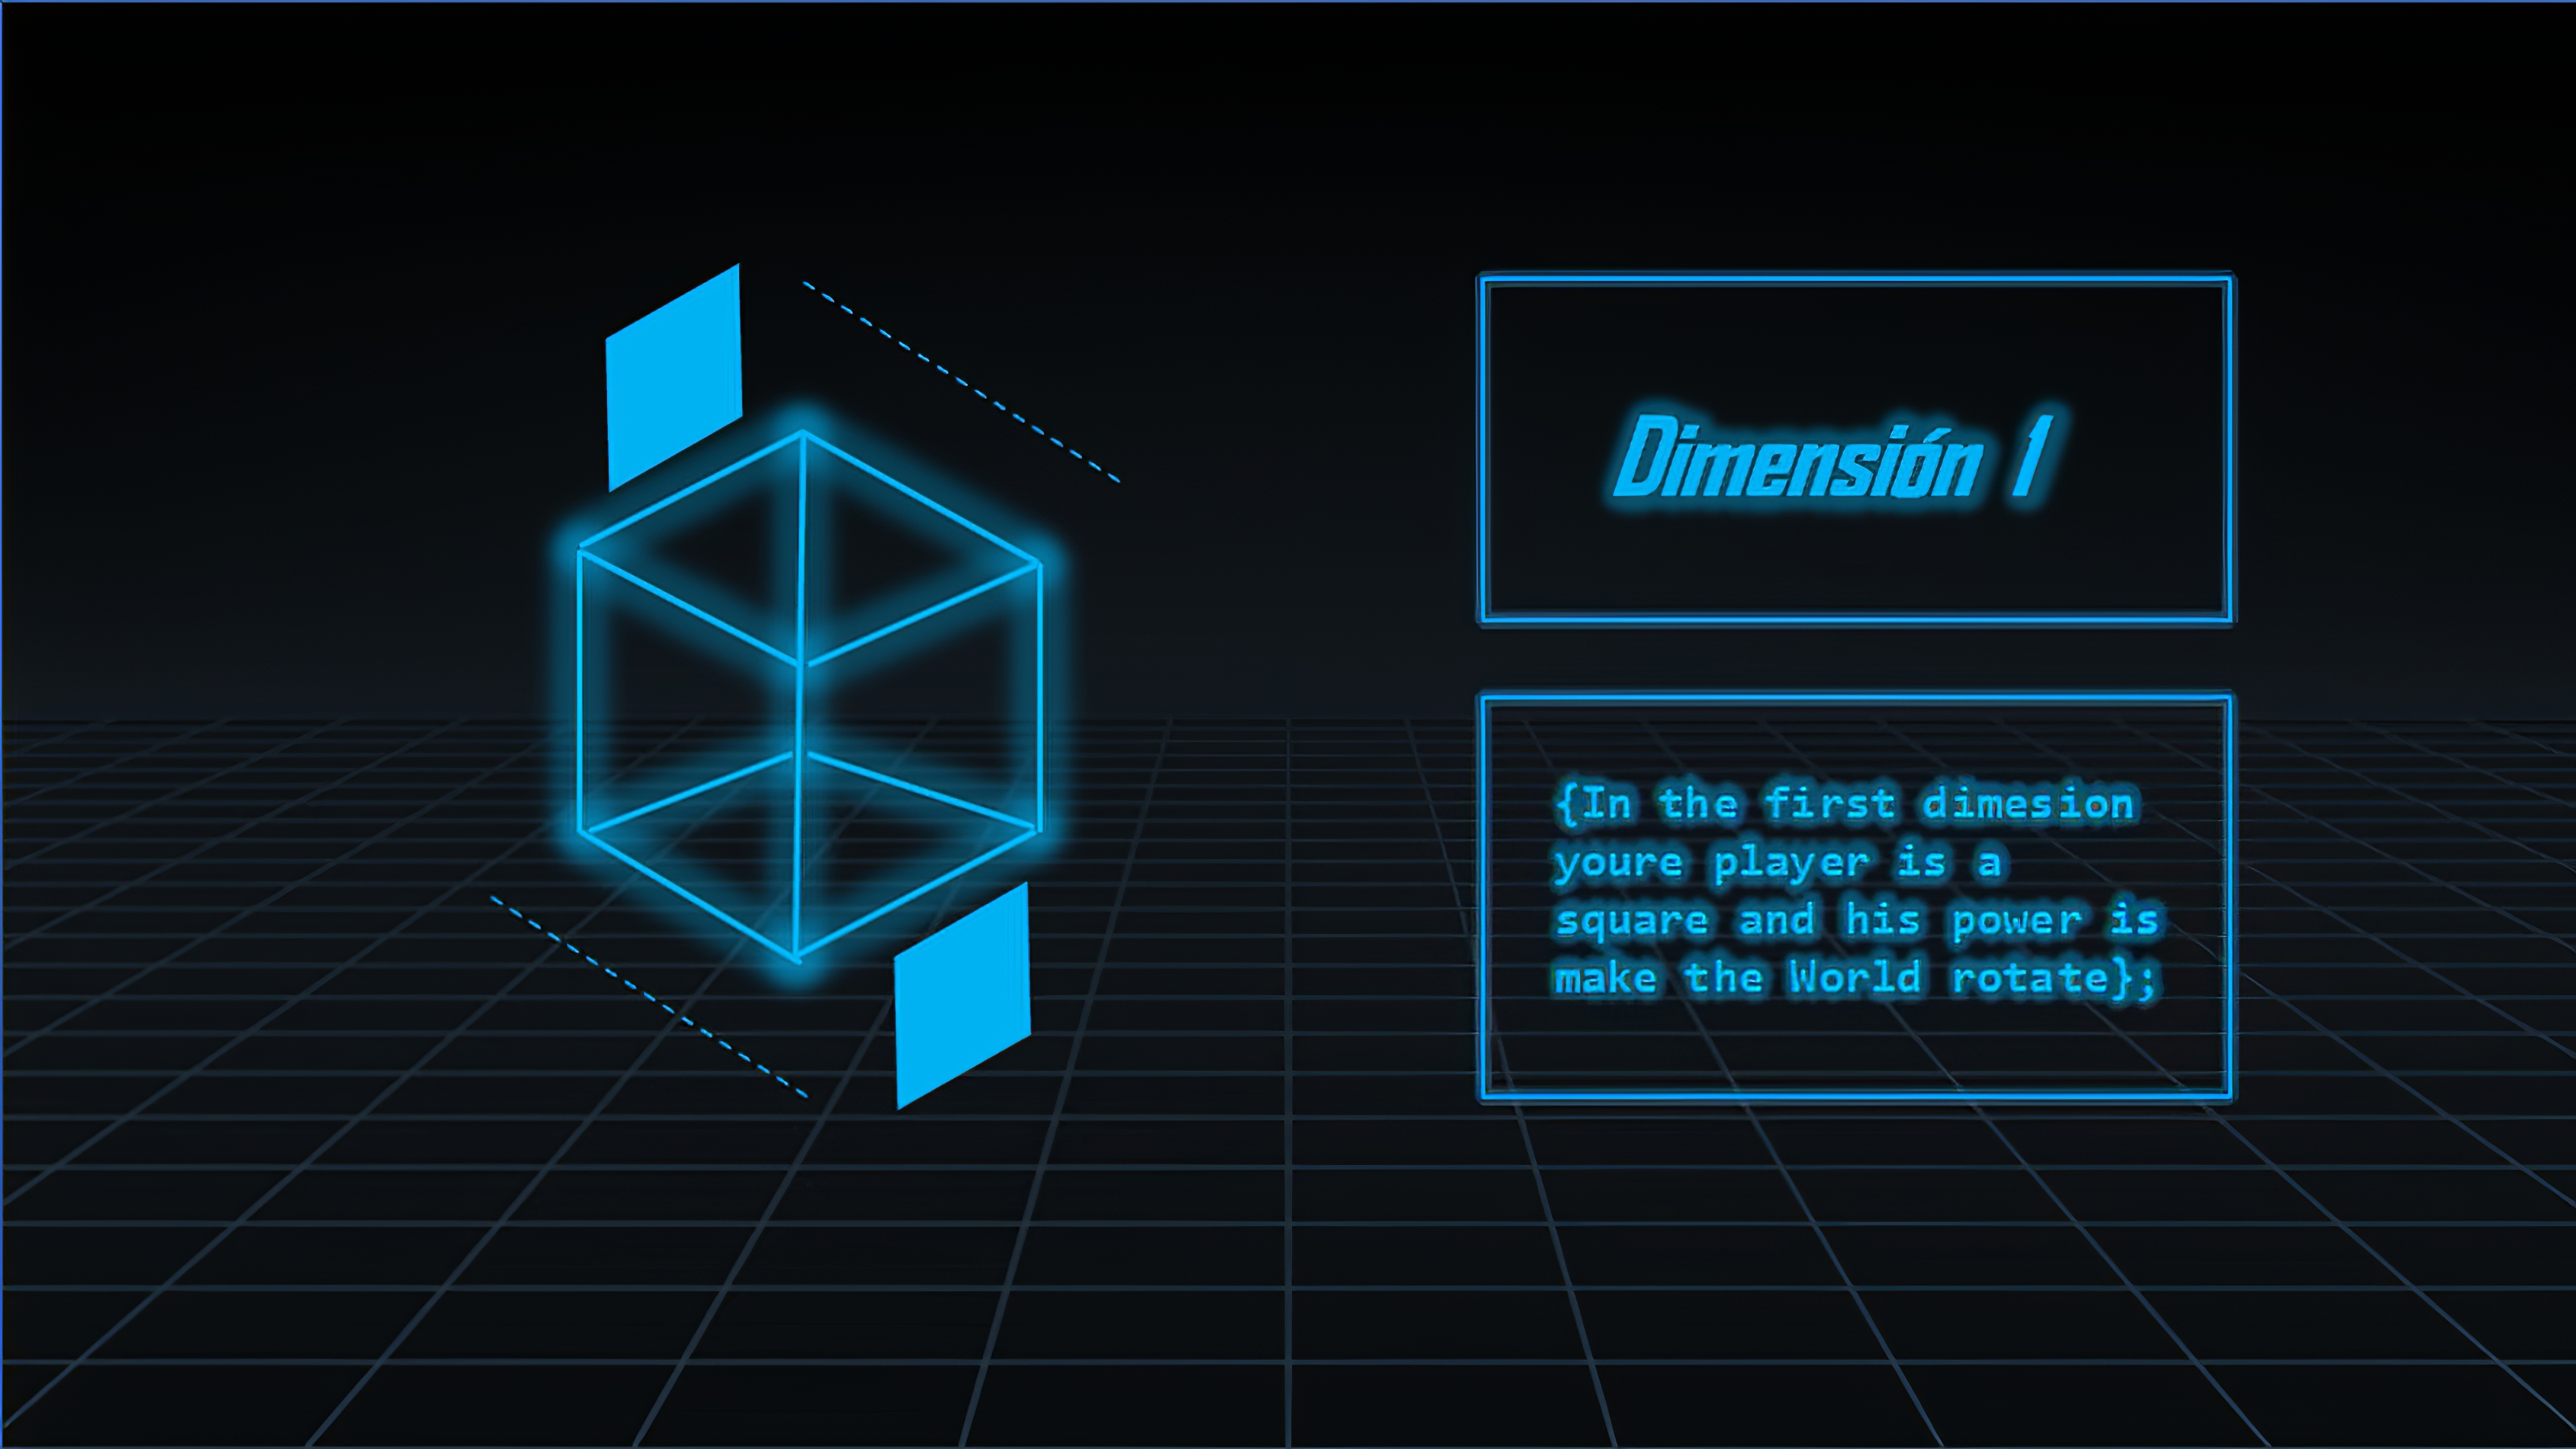 Dimensión 1
{In the first dimesion
youre player is a
square and his power is
make the World rotate};